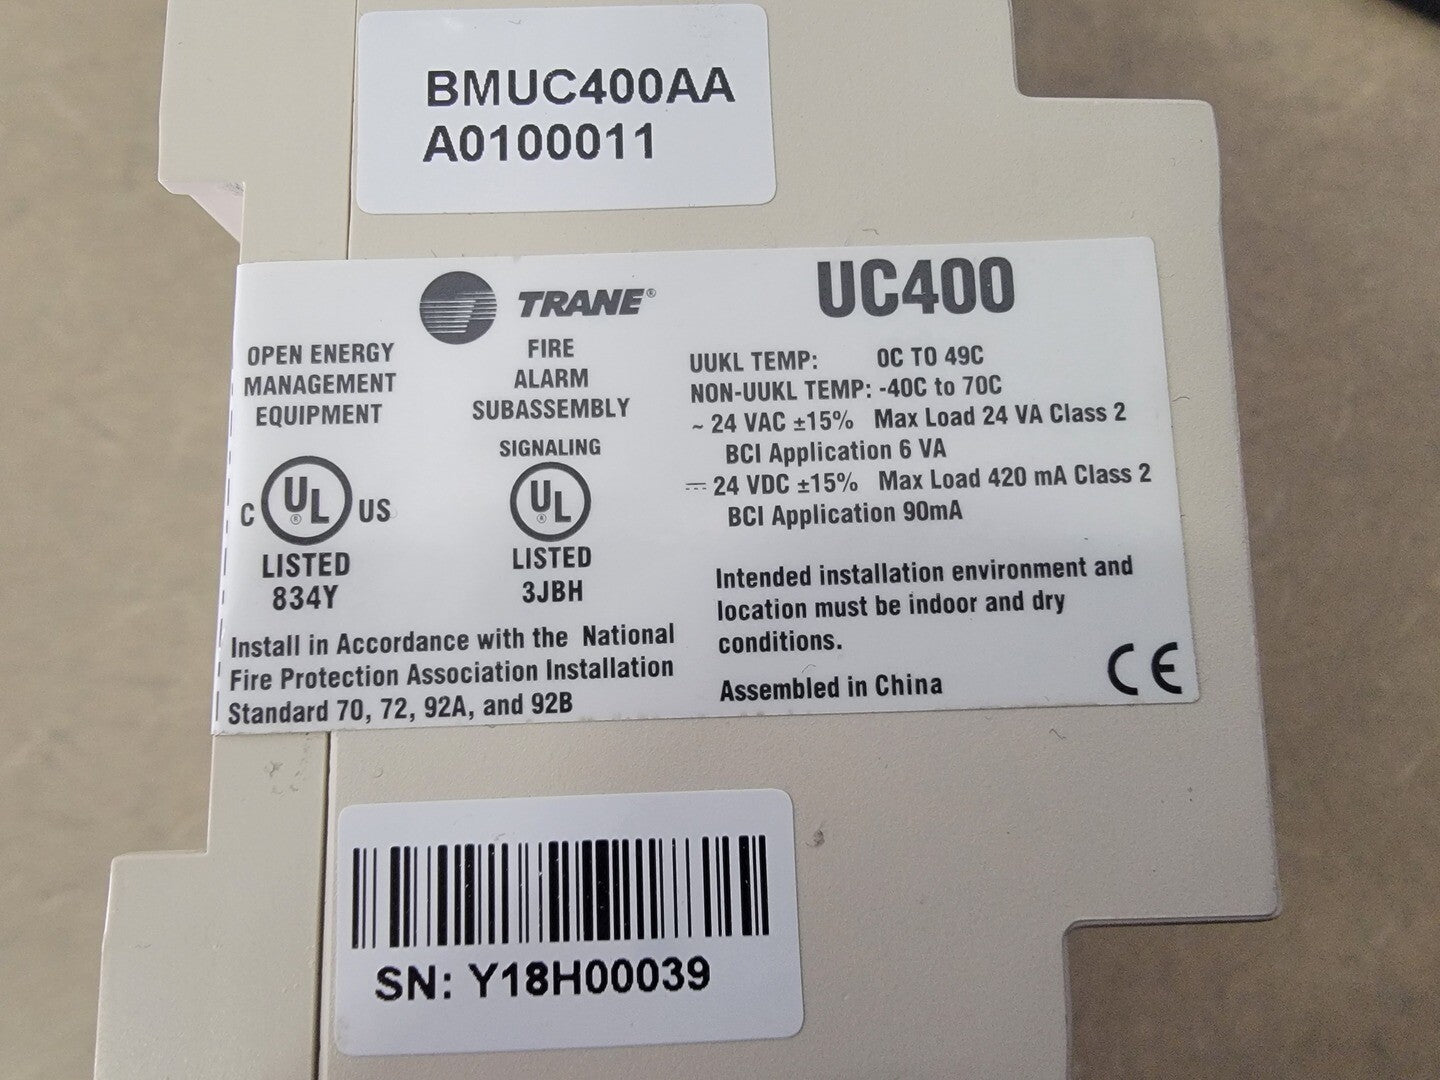 BMUC400AA
A0100011
TRANE®
UC400
OPEN ENERGY
MANAGEMENT
EQUIPMENT
C UL® US
LISTED
834Y
FIRE
ALARM
SUBASSEMBLY
SIGNALING
UL®
LISTED
3JBH
Install in Accordance with the National
Fire Protection Association Installation
Standard 70, 72, 92A, and 92B
UUKL TEMP: 0C TO 49C
NON-UUKL TEMP: -40C to 70C
~ 24 VAC ±15% Max Load 24 VA Class 2
BCI Application 6 VA
⎓ 24 VDC ±15% Max Load 420 mA Class 2
BCI Application 90mA
Intended installation environment and
location must be indoor and dry
conditions.
Assembled in China
CE
SN: Y18H00039